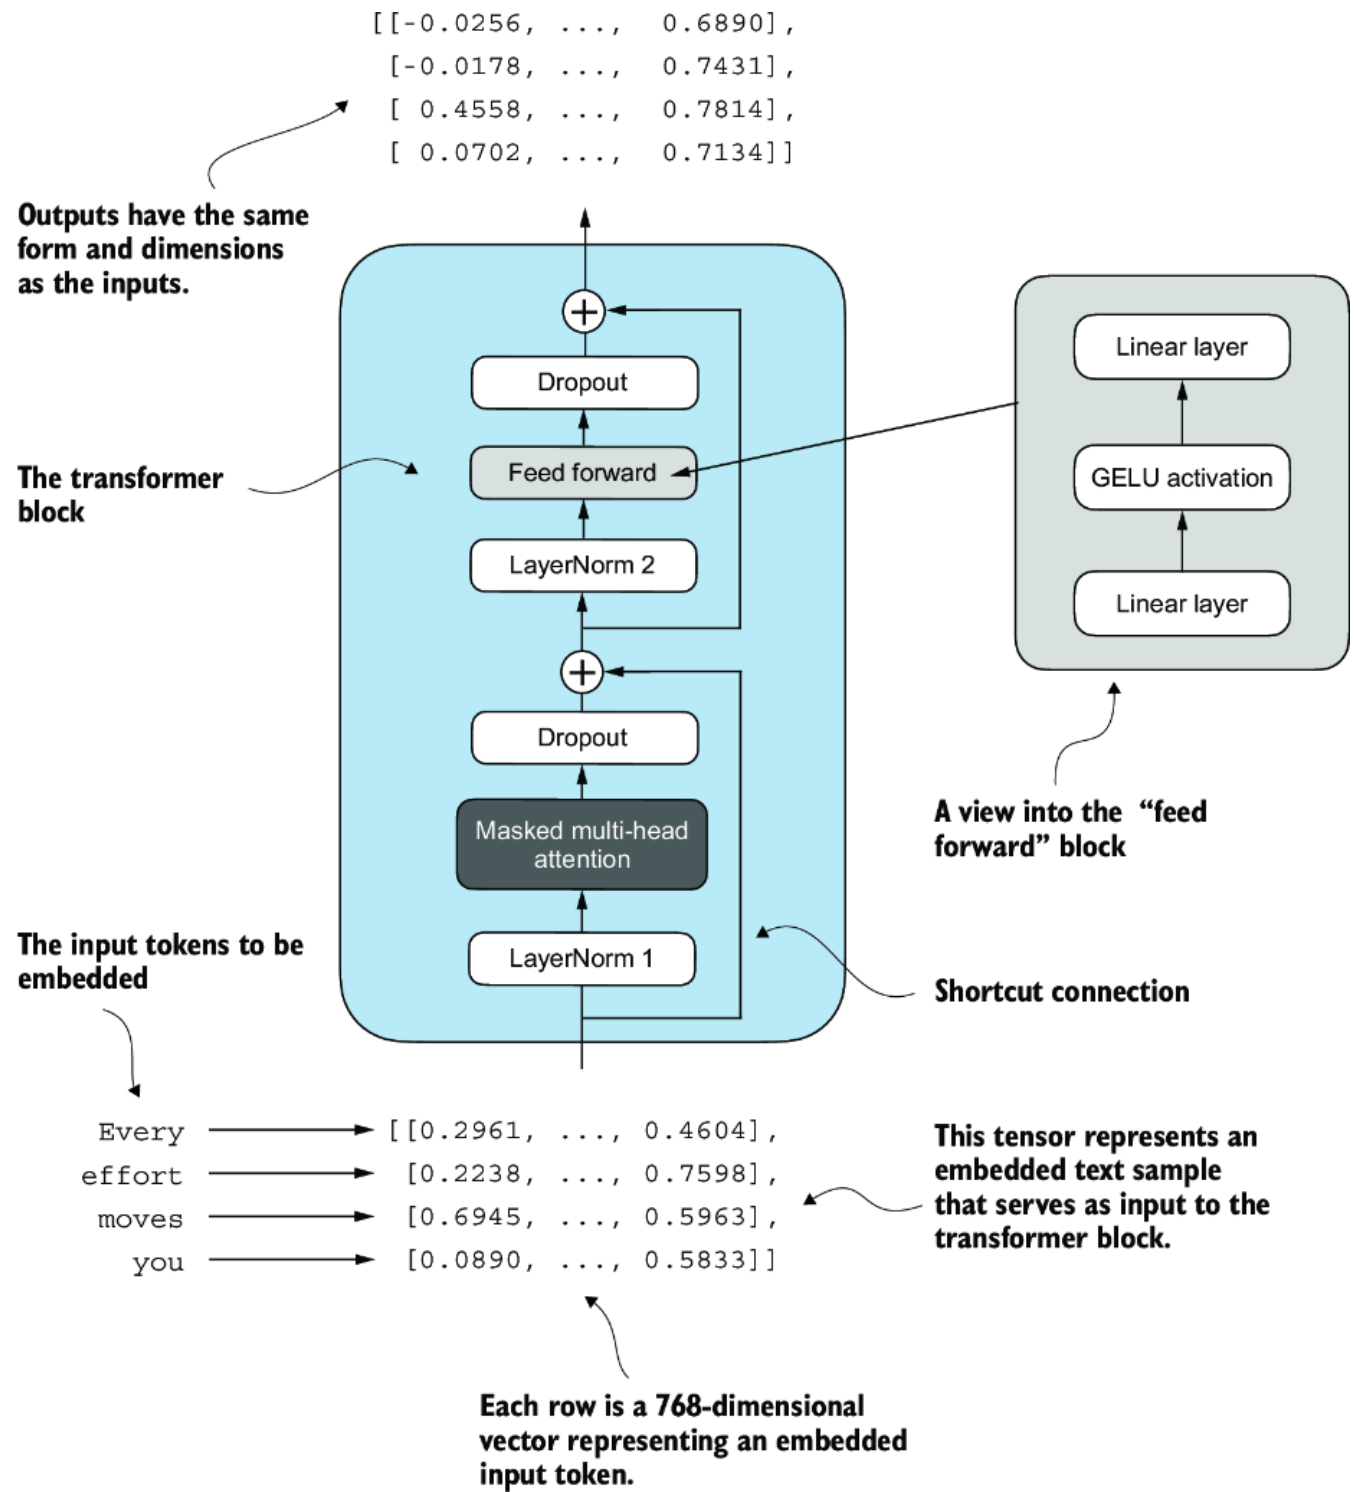 [[-0.0256, ..., 0.6890],
[-0.0178, ..., 0.7431],
[ 0.4558, ..., 0.7814],
[ 0.0702, ..., 0.7134]]
Outputs have the same
form and dimensions
as the inputs.
Dropout
Feed forward
LayerNorm 2
The transformer
block
Linear layer
GELU activation
Linear layer
Dropout
Masked multi-head
attention
LayerNorm 1
A view into the “feed
forward” block
The input tokens to be
embedded
Shortcut connection
Every [[0.2961, ..., 0.4604],
effort [0.2238, ..., 0.7598],
moves [0.6945, ..., 0.5963],
you [0.0890, ..., 0.5833]]
This tensor represents an
embedded text sample
that serves as input to the
transformer block.
Each row is a 768-dimensional
vector representing an embedded
input token.